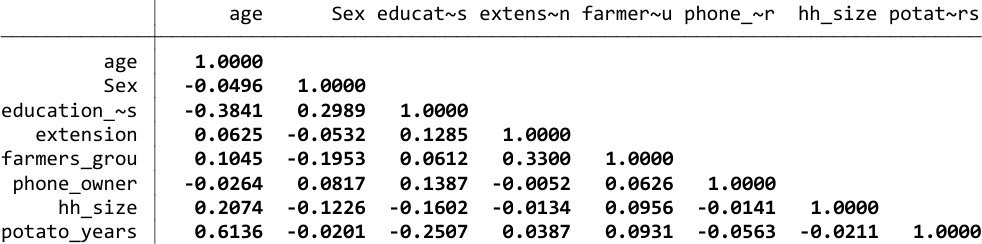 age Sex educat~s extens~n farmer~u phone_~r hh_size potat~rs
age 1.0000
Sex -0.0496 1.0000
education_~s -0.3841 0.2989 1.0000
extension 0.0625 -0.0532 0.1285 1.0000
farmers_grou 0.1045 -0.1953 0.0612 0.3300 1.0000
phone_owner -0.0264 0.0817 0.1387 -0.0052 0.0626 1.0000
hh_size 0.2074 -0.1226 -0.1602 -0.0134 0.0956 -0.0141 1.0000
potato_years 0.6136 -0.0201 -0.2507 0.0387 0.0931 -0.0563 -0.0211 1.0000